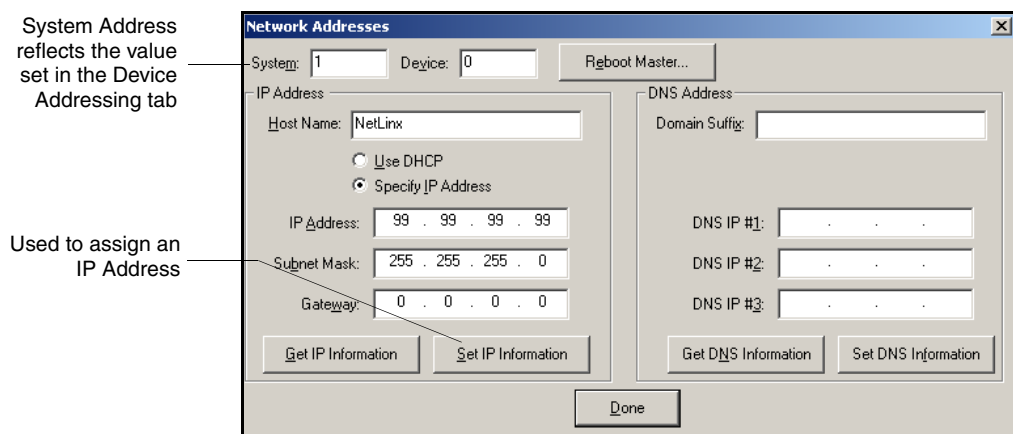 System Address
reflects the value
set in the Device
Addressing tab
Used to assign an
IP Address
Network Addresses
System: 1 Device: 0 Reboot Master...
IP Address
Host Name: NetLinx
Use DHCP
Specify IP Address
IP Address: 99 . 99 . 99 . 99
Subnet Mask: 255 . 255 . 255 . 0
Gateway: 0 . 0 . 0 . 0
Get IP Information Set IP Information
DNS Address
Domain Suffix:
DNS IP #1: . . .
DNS IP #2: . . .
DNS IP #3: . . .
Get DNS Information Set DNS Information
Done